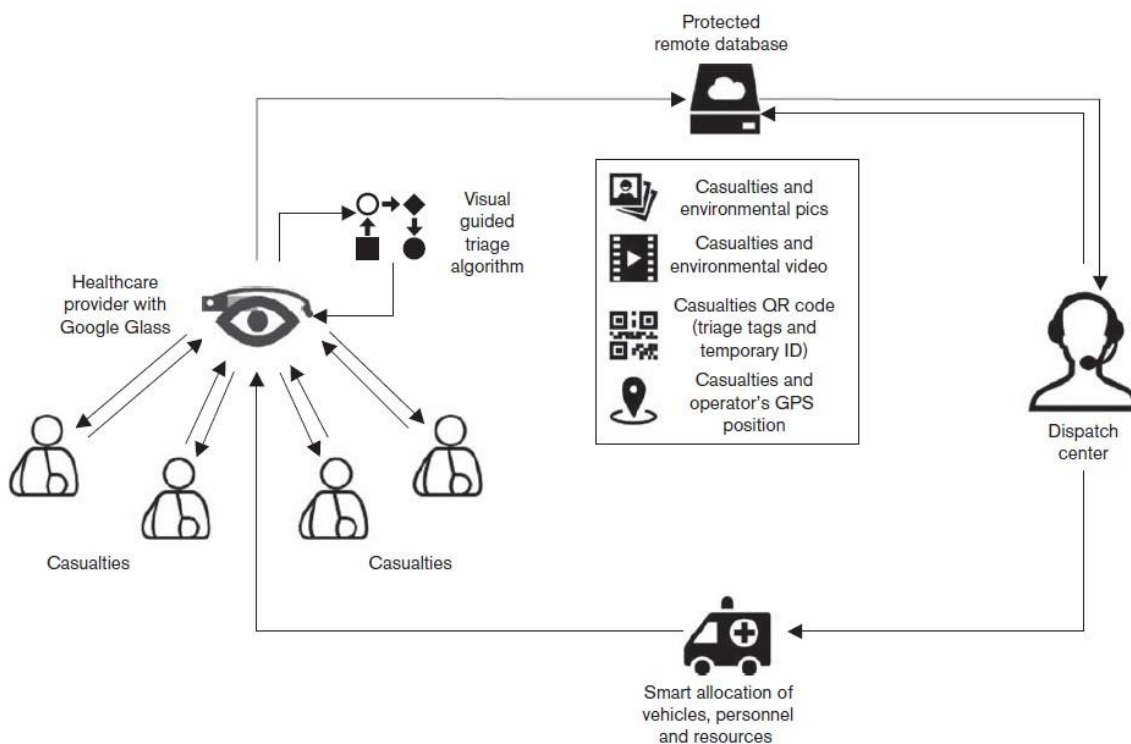 Protected
remote database
Visual
guided
triage
algorithm
Healthcare
provider with
Google Glass
Casualties and
environmental pics
Casualties and
environmental video
Casualties QR code
(triage tags and
temporary ID)
Casualties and
operator's GPS
position
Dispatch
center
Casualties
Casualties
Smart allocation of
vehicles, personnel
and resources